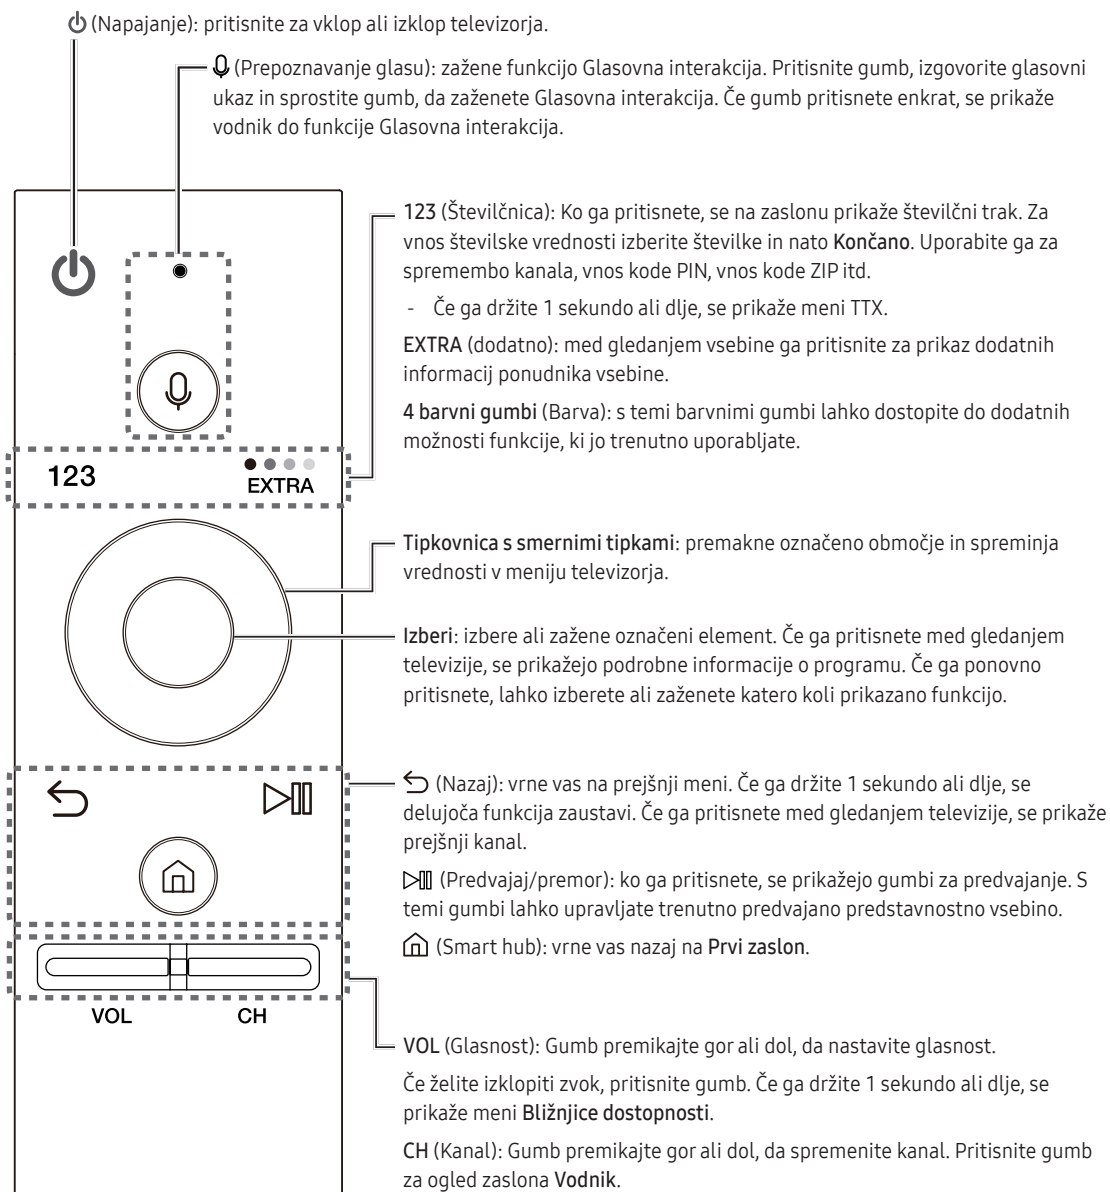 (Napajanje): pritisnite za vklop ali izklop televizorja.
(Prepoznavanje glasu): zažene funkcijo Glasovna interakcija. Pritisnite gumb, izgovorite glasovni
ukaz in sprostite gumb, da zaženete Glasovna interakcija. Če gumb pritisnete enkrat, se prikaže
vodnik do funkcije Glasovna interakcija.
123 (Številčnica): Ko ga pritisnete, se na zaslonu prikaže številčni trak. Za
vnos številske vrednosti izberite številke in nato Končano. Uporabite ga za
spremembo kanala, vnos kode PIN, vnos kode ZIP itd.
- Če ga držite 1 sekundo ali dlje, se prikaže meni TTX.
EXTRA (dodatno): med gledanjem vsebine ga pritisnite za prikaz dodatnih
informacij ponudnika vsebine.
4 barvni gumbi (Barva): s temi barvnimi gumbi lahko dostopite do dodatnih
možnosti funkcije, ki jo trenutno uporabljate.
123
EXTRA
Tipkovnica s smernimi tipkami: premakne označeno območje in spreminja
vrednosti v meniju televizorja.
Izberi: izbere ali zažene označeni element. Če ga pritisnete med gledanjem
televizije, se prikažejo podrobne informacije o programu. Če ga ponovno
pritisnete, lahko izberete ali zaženete katero koli prikazano funkcijo.
(Nazaj): vrne vas na prejšnji meni. Če ga držite 1 sekundo ali dlje, se
delujoča funkcija zaustavi. Če ga pritisnete med gledanjem televizije, se prikaže
prejšnji kanal.
(Predvajaj/premor): ko ga pritisnete, se prikažejo gumbi za predvajanje. S
temi gumbi lahko upravljate trenutno predvajano predstavnostno vsebino.
(Smart hub): vrne vas nazaj na Prvi zaslon.
VOL
CH
VOL (Glasnost): Gumb premikajte gor ali dol, da nastavite glasnost.
Če želite izklopiti zvok, pritisnite gumb. Če ga držite 1 sekundo ali dlje, se
prikaže meni Bližnjice dostopnosti.
CH (Kanal): Gumb premikajte gor ali dol, da spremenite kanal. Pritisnite gumb
za ogled zaslona Vodnik.